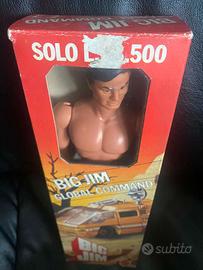 SOLO L .500
BIG JIM
GLOBAL COMMAND
BIG
JIM
subito